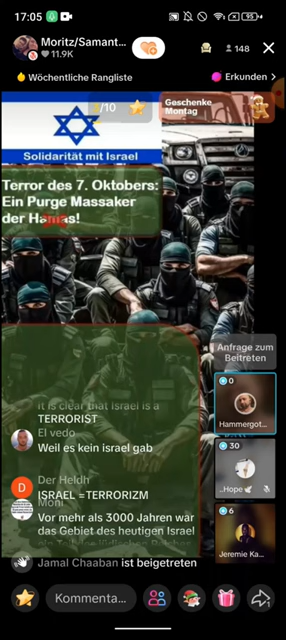 17:05
95
Moritz/Samant...
11.9K
148
Wöchentliche Rangliste
Erkunden >
/10
Geschenke
Montag
Solidarität mit Israel
Terror des 7. Oktobers:
Ein Purge Massaker
der Hamas!
Anfrage zum
Beitreten
0
Hammergot...
30
..Hope
6
Jeremie Ka...
It is clear that Israel is a
TERRORIST
El vedo
Weil es kein israel gab
D
Der Heldh
ISRAEL =TERRORIZM
Moni
Vor mehr als 3000 Jahren war
das Gebiet des heutigen Israel
Jamal Chaaban ist beigetreten
Kommenta...